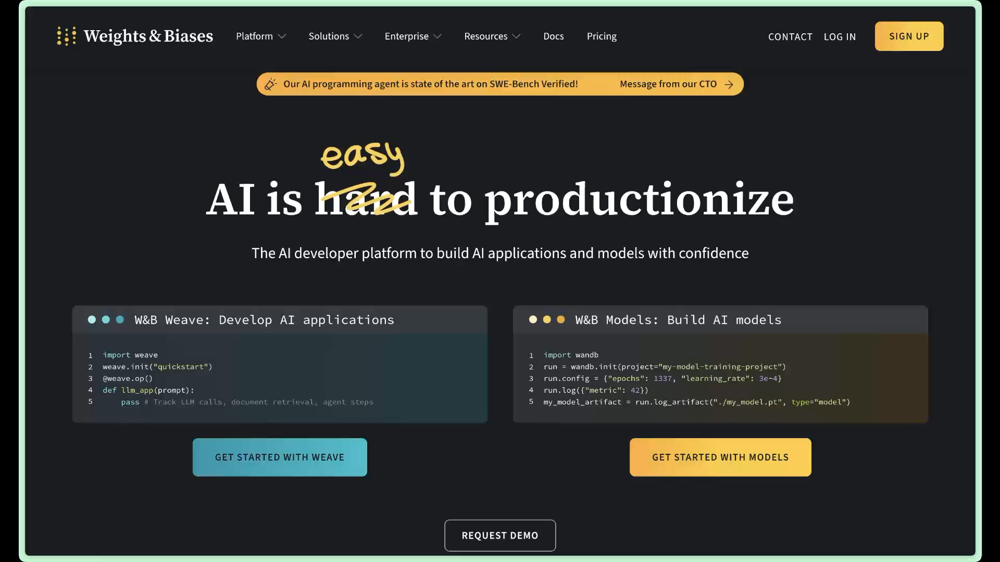 Weights & Biases Platform Solutions Enterprise Resources Docs Pricing CONTACT LOG IN SIGN UP
Our AI programming agent is state of the art on SWE-Bench Verified! Message from our CTO →
easy
AI is hard to productionize
The AI developer platform to build AI applications and models with confidence
W&B Weave: Develop AI applications
1 import weave
2 weave.init("quickstart")
3 @weave.op()
4 def llm_app(prompt):
5 pass # Track LLM calls, document retrieval, agent steps
GET STARTED WITH WEAVE
W&B Models: Build AI models
1 import wandb
2 run = wandb.init(project="my-model-training-project")
3 run.config = {"epochs": 1337, "learning_rate": 3e-4}
4 run.log({"metric": 42})
5 my_model_artifact = run.log_artifact("./my_model.pt", type="model")
GET STARTED WITH MODELS
REQUEST DEMO